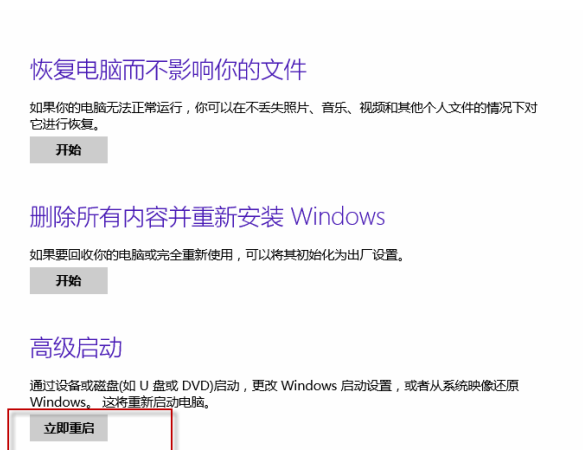 恢复电脑而不影响你的文件
如果你的电脑无法正常运行，你可以在不丢失照片、音乐、视频和其他个人文件的情况下对
它进行恢复。
开始
删除所有内容并重新安装 Windows
如果要回收你的电脑或完全重新使用，可以将其初始化为出厂设置。
开始
高级启动
通过设备或磁盘(如 U 盘或 DVD)启动，更改 Windows 启动设置，或者从系统映像还原
Windows。 这将重新启动电脑。
立即重启